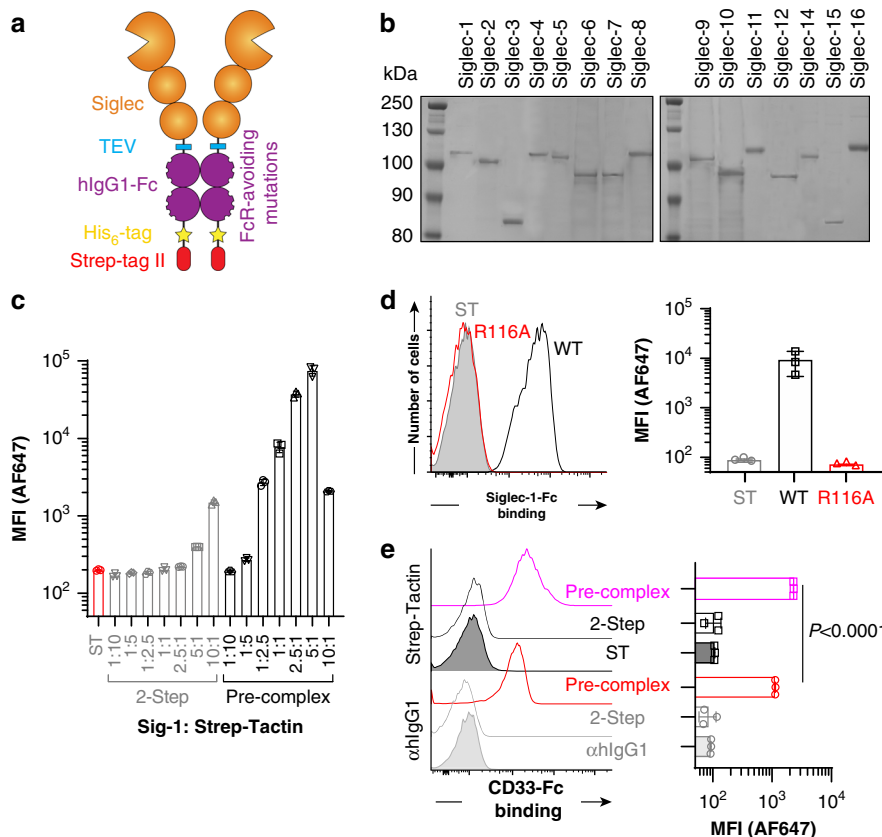 a
Siglec
TEV
hIgG1-Fc
His6-tag
Strep-tag II
FcR-avoiding
mutations
b
kDa
Siglec-1
Siglec-2
Siglec-3
Siglec-4
Siglec-5
Siglec-6
Siglec-7
Siglec-8
Siglec-9
Siglec-10
Siglec-11
Siglec-12
Siglec-14
Siglec-15
Siglec-16
250
130
100
90
80
c
MFI (AF647)
10^5
10^4
10^3
10^2
ST
1:10
1:5
1:2.5
1:1
2.5:1
5:1
10:1
1:10
1:5
1:2.5
1:1
2.5:1
5:1
10:1
2-Step
Pre-complex
Sig-1: Strep-Tactin
d
Number of cells
ST
R116A
WT
Siglec-1-Fc
binding
MFI (AF647)
10^5
10^4
10^3
10^2
ST
WT
R116A
e
Strep-Tactin
αhIgG1
Pre-complex
2-Step
ST
Pre-complex
2-Step
αhIgG1
CD33-Fc
binding
P<0.0001
10^2
10^3
10^4
MFI (AF647)